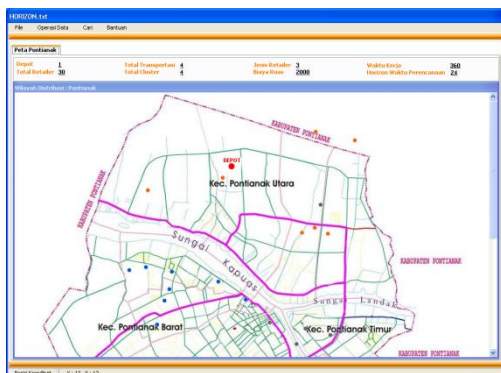 HORIZON.txt
File Operasi Data Cari Bantuan
Peta Pontianak
Depot 1 Total Transportasi 4 Jenis Retailer 3 Waktu Kerja 360
Total Retailer 30 Total Cluster 4 Biaya Ruas 2000 Horizon Waktu Perencanaan 24
Wilayah Distribusi : Pontianak
KABUPATEN PONTIANAK
DEPOT
Kec. Pontianak Utara
KABUPATEN PONTIANAK
Sungai Kapuas
KABUPATEN PONTIANAK
Sungai Landak
Kec. Pontianak Barat
Kec. Pontianak Timur
KABUPATEN PONTIANAK